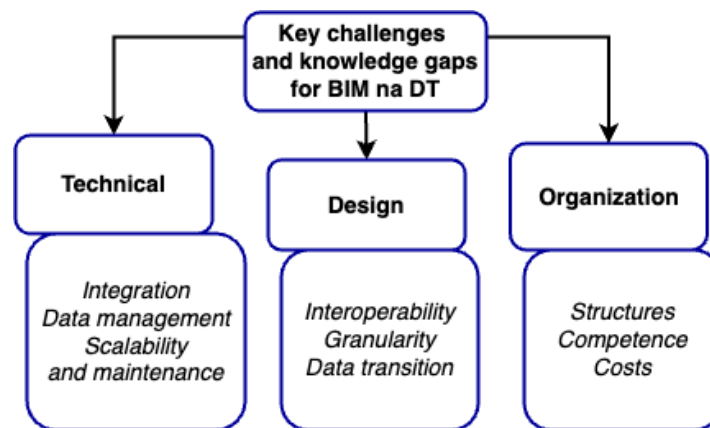 Key challenges
and knowledge gaps
for BIM na DT
Technical
Integration
Data management
Scalability
and maintenance
Design
Interoperability
Granularity
Data transition
Organization
Structures
Competence
Costs